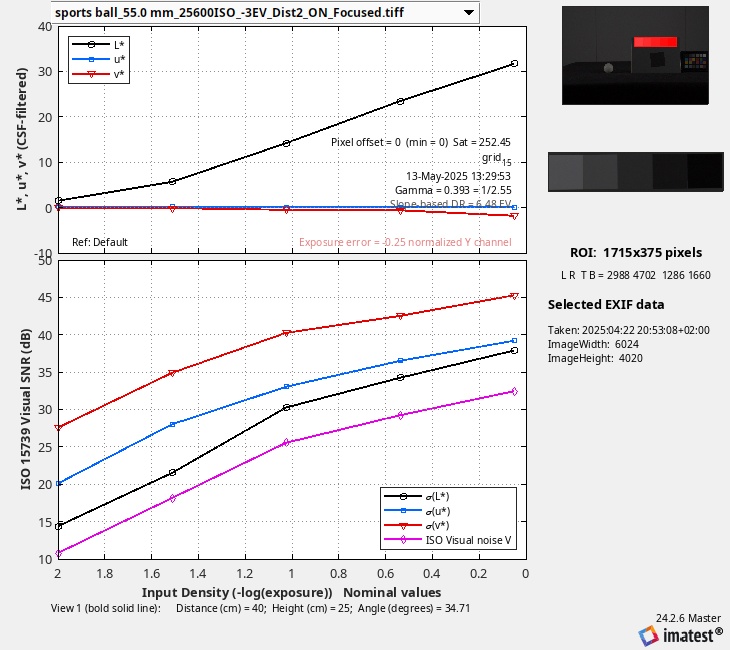 sports ball_55.0 mm_25600ISO_-3EV_Dist2_ON_Focused.tiff
40
30
20
10
0
-10
L*, u*, v* (CSF-filtered)
L*
u*
v*
Pixel offset = 0 (min = 0) Sat = 252.45
grid15
13-May-2025 13:29:53
Gamma = 0.393 = 1/2.55
Slope-based DR = 6.48 EV
Ref: Default
Exposure error = -0.25 normalized Y channel
50
45
40
35
30
25
20
15
10
ISO 15739 Visual SNR (dB)
σ(L*)
σ(u*)
σ(v*)
ISO Visual noise V
2 1.8 1.6 1.4 1.2 1 0.8 0.6 0.4 0.2 0
Input Density (-log(exposure)) Nominal values
View 1 (bold solid line): Distance (cm) = 40; Height (cm) = 25; Angle (degrees) = 34.71
ROI: 1715x375 pixels
L R T B = 2988 4702 1286 1660
Selected EXIF data
Taken: 2025:04:22 20:53:08+02:00
ImageWidth: 6024
ImageHeight: 4020
24.2.6 Master
imatest®